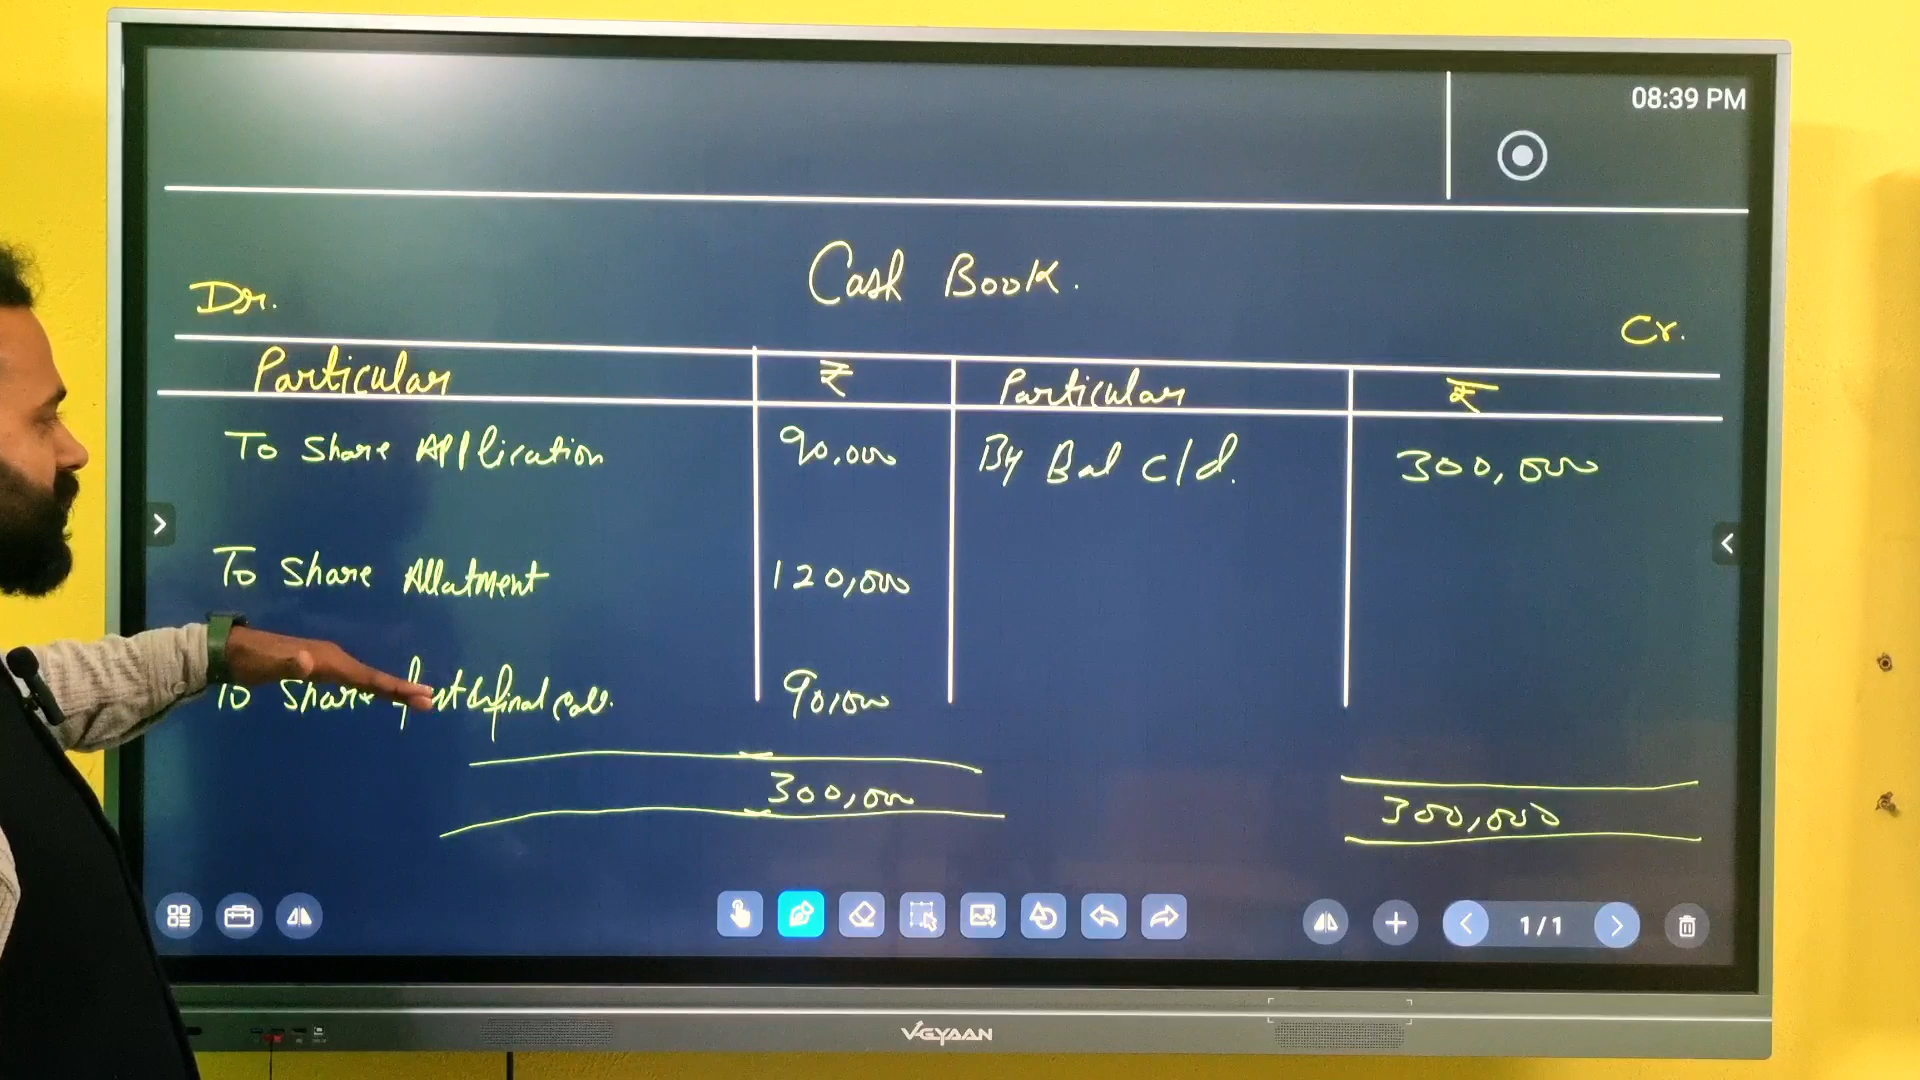 08:39 PM
Cash Book.
Dr.
Cr.
Particular ₹ Particular ₹
To Share Application 90,000 By Bal c/d. 300,000
To Share Allatment 120,000
To Share first & final call. 90,000
300,000 300,000
1/1
VGYAAN